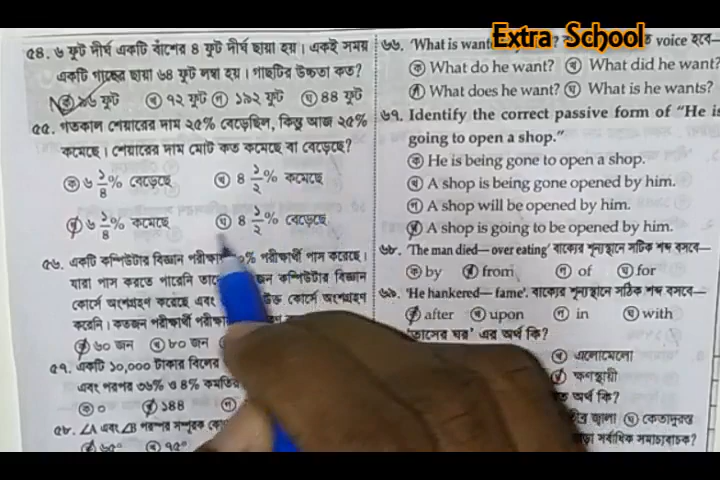 Extra School
৫৪. ৬ ফুট দীর্ঘ একটি বাঁশের ৪ ফুট দীর্ঘ ছায়া হয়। একই সময়
একটি গাছের ছায়া ৬৪ ফুট লম্বা হয়। গাছটির উচ্চতা কত?
ক ৯৬ ফুট খ ৭২ ফুট গ ১৯২ ফুট ঘ ৪৪ ফুট
৫৫. গতকাল শেয়ারের দাম ২৫% বেড়েছিল, কিন্তু আজ ২৫%
কমেছে। শেয়ারের দাম মোট কত কমেছে বা বেড়েছে?
ক ৬ ১/৪% বেড়েছে খ ৪ ১/২% কমেছে
গ ৬ ১/৪% কমেছে ঘ ৪ ১/২% বেড়েছে
৫৬. একটি কম্পিউটার বিজ্ঞান ০% পরীক্ষার্থী পাস করেছে।
যারা পাস করতে পারেনি জন কম্পিউটার বিজ্ঞান
কোর্সে অংশগ্রহণ করেছে এবং উক্ত কোর্সে অংশগ্রহণ
করেনি। কতজন পরীক্ষার্থী
ক ৬০ জন খ ৮০ জন
৫৭. একটি ১০,০০০ টাকার বিলের
এবং পরপর ৩৬% ও ৪% কমতির
ক ০ খ ১৪৪ গ
৫৮. ∠A এবং ∠B পরস্পর সম্পূরক
ক ৬৫° খ ৭৫°
৬৬. 'What is want voice হবে—
ক What do he want? খ What did he want?
গ What does he want? ঘ What is he wants?
৬৭. Identify the correct passive form of "He is
going to open a shop."
ক He is being gone to open a shop.
খ A shop is being gone opened by him.
গ A shop will be opened by him.
ঘ A shop is going to be opened by him.
৬৮. 'The man died— over eating' বাক্যের শূন্যস্থানে সঠিক শব্দ বসবে—
ক by খ from গ of ঘ for
৬৯. 'He hankered— fame'. বাক্যের শূন্যস্থানে সঠিক শব্দ বসবে—
ক after খ upon গ in ঘ with
'তাসের ঘর' এর অর্থ কি?
খ এলোমেলো
ঘ ক্ষণস্থায়ী
অর্থ কি?
জ্বালা ঘ কেতাদুরস্ত
সর্বাধিক সমাচ্যবাচক?